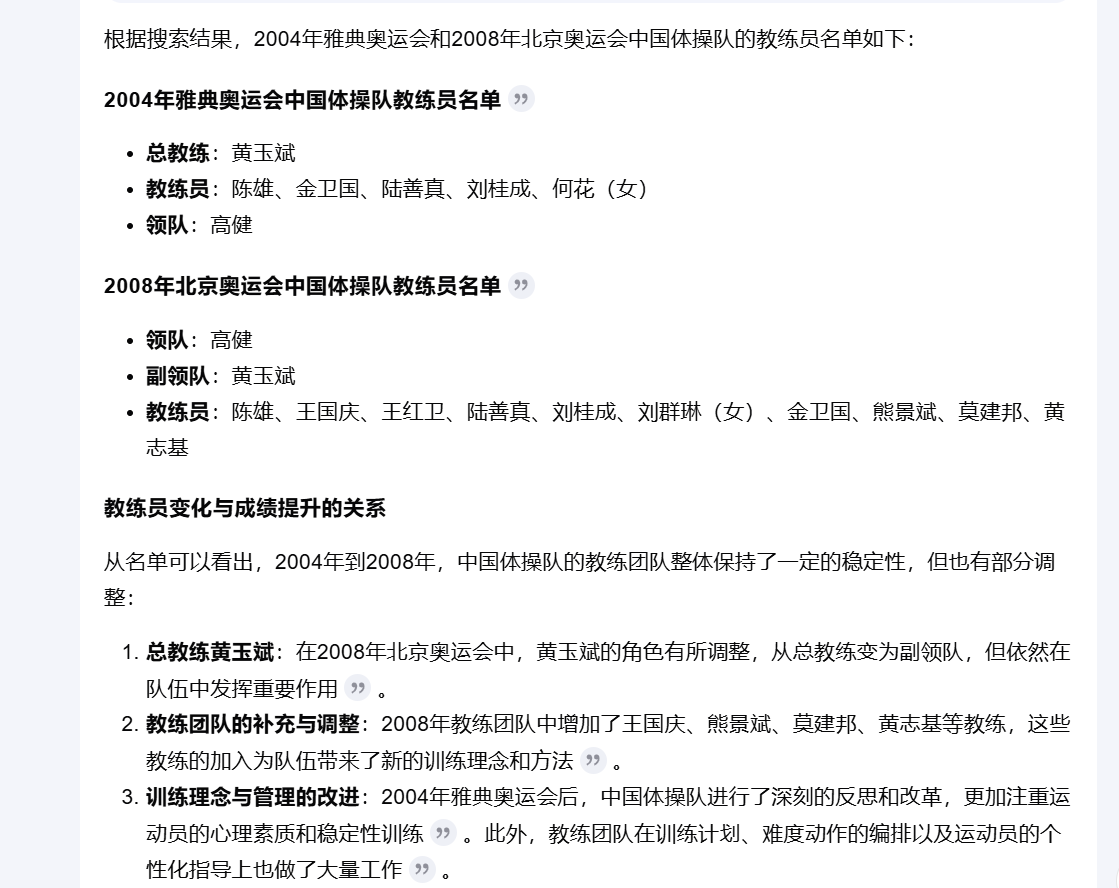 根据搜索结果，2004年雅典奥运会和2008年北京奥运会中国体操队的教练员名单如下：
2004年雅典奥运会中国体操队教练员名单 ”
• 总教练：黄玉斌
• 教练员：陈雄、金卫国、陆善真、刘桂成、何花（女）
• 领队：高健
2008年北京奥运会中国体操队教练员名单 ”
• 领队：高健
• 副领队：黄玉斌
• 教练员：陈雄、王国庆、王红卫、陆善真、刘桂成、刘群琳（女）、金卫国、熊景斌、莫建邦、黄
志基
教练员变化与成绩提升的关系
从名单可以看出，2004年到2008年，中国体操队的教练团队整体保持了一定的稳定性，但也有部分调
整：
1. 总教练黄玉斌：在2008年北京奥运会中，黄玉斌的角色有所调整，从总教练变为副领队，但依然在
队伍中发挥重要作用 ” 。
2. 教练团队的补充与调整：2008年教练团队中增加了王国庆、熊景斌、莫建邦、黄志基等教练，这些
教练的加入为队伍带来了新的训练理念和方法 ” 。
3. 训练理念与管理的改进：2004年雅典奥运会后，中国体操队进行了深刻的反思和改革，更加注重运
动员的心理素质和稳定性训练 ” 。此外，教练团队在训练计划、难度动作的编排以及运动员的个
性化指导上也做了大量工作 ” 。